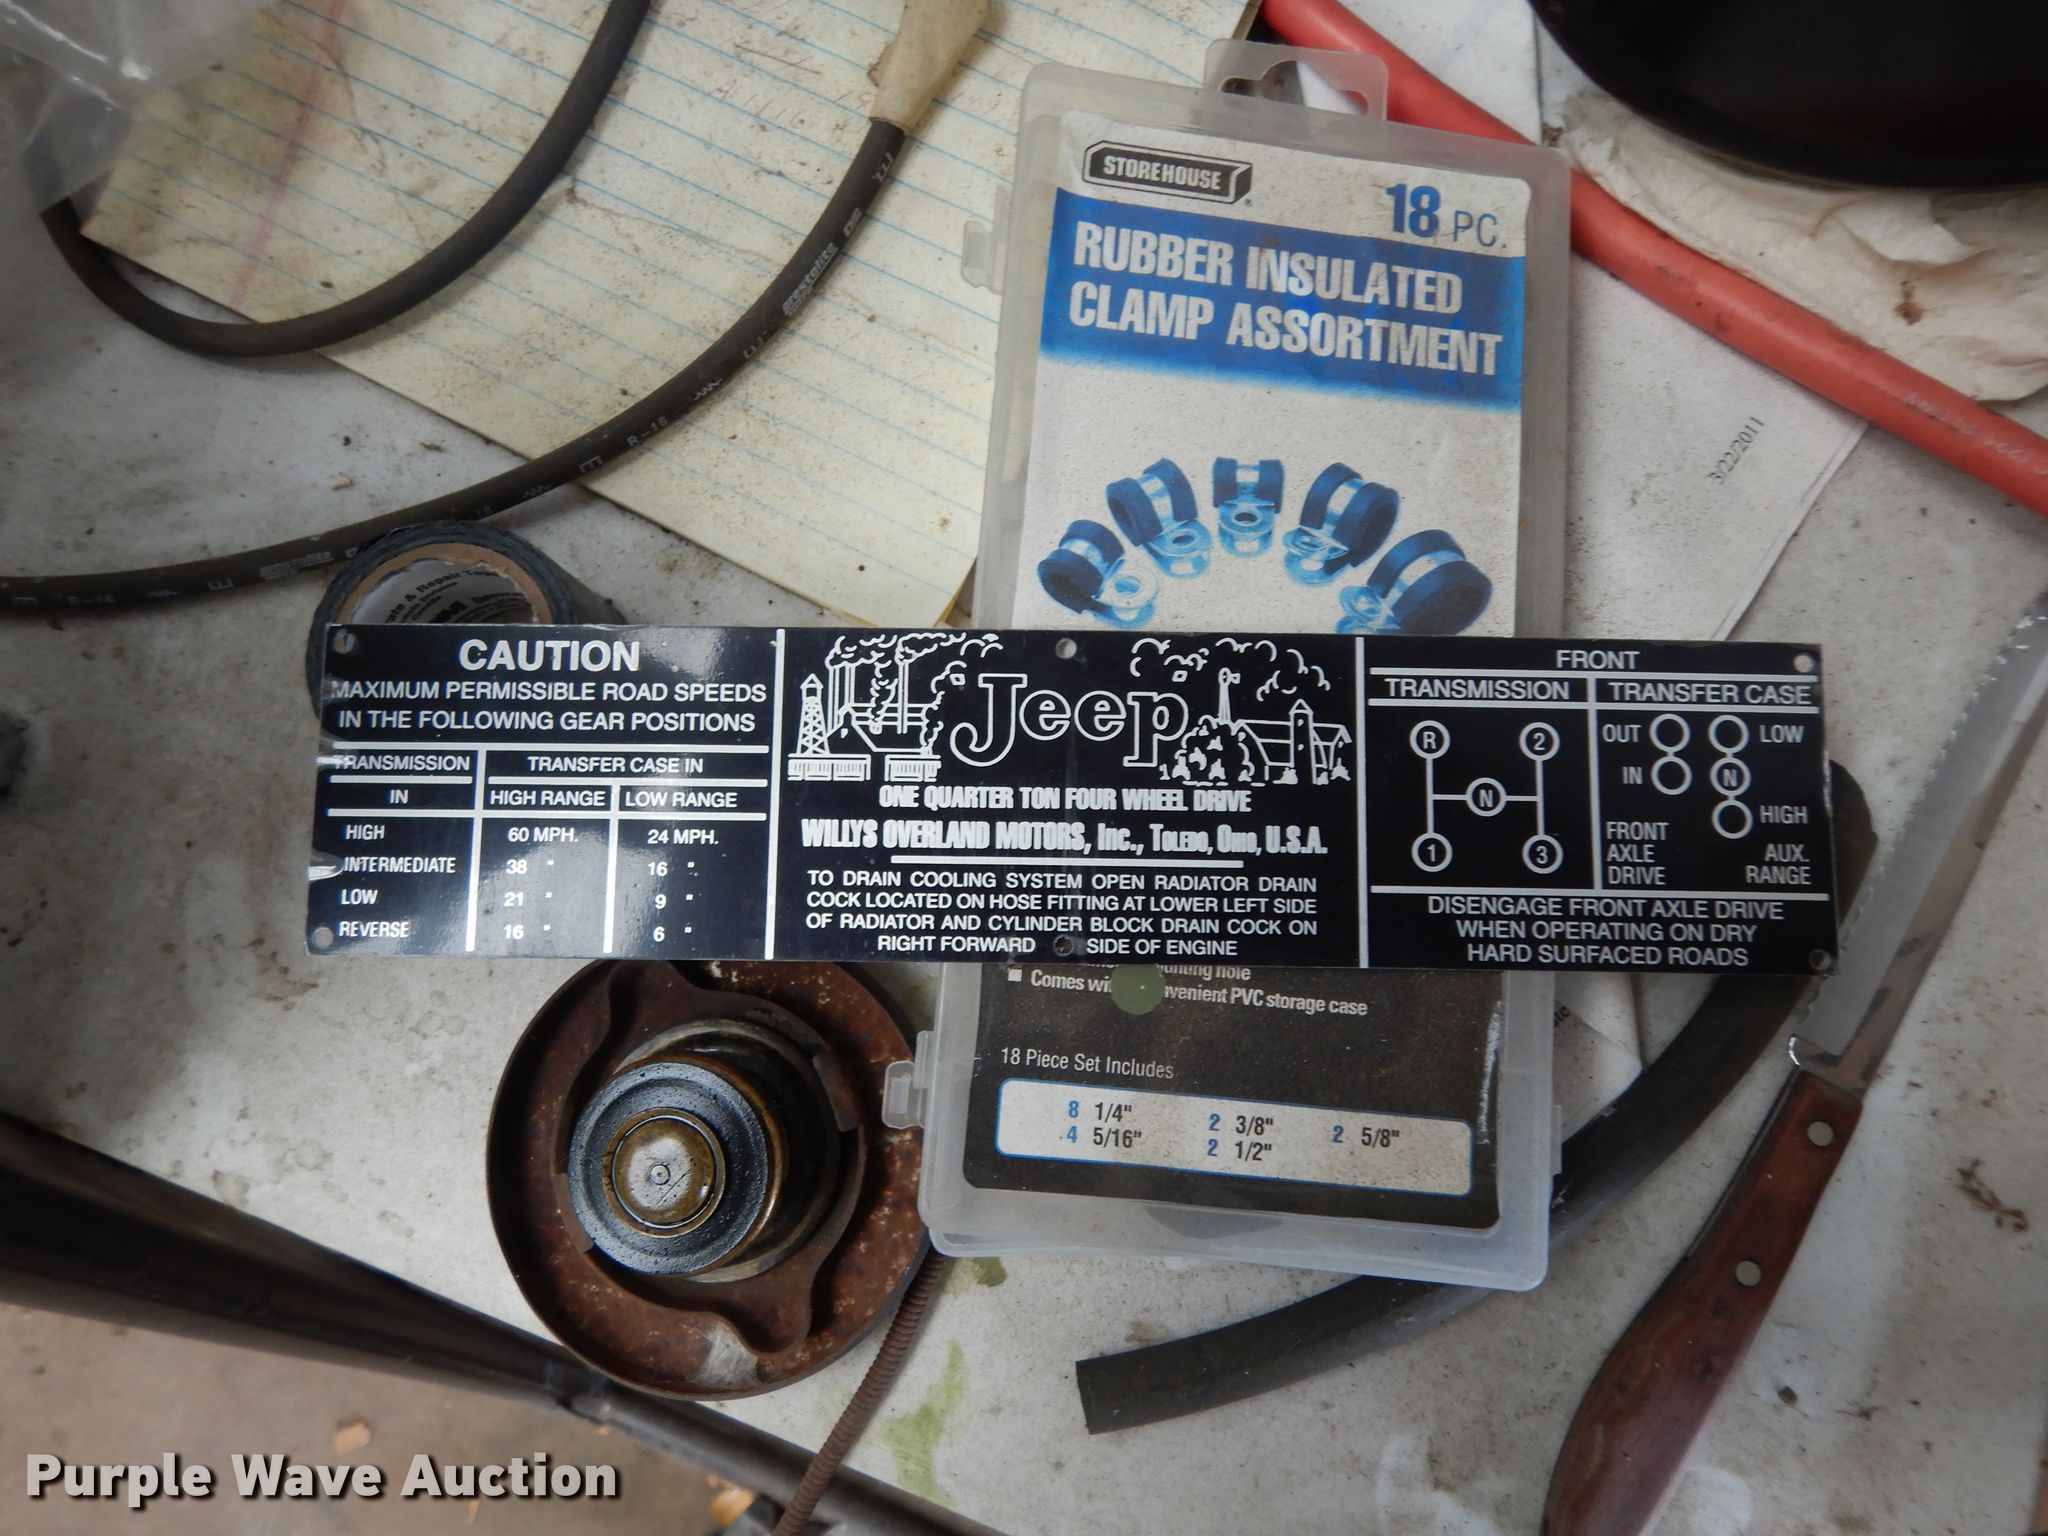 STOREHOUSE
18 PC.
RUBBER INSULATED
CLAMP ASSORTMENT
3/22/2011
R-16
prestolite
CAUTION
MAXIMUM PERMISSIBLE ROAD SPEEDS
IN THE FOLLOWING GEAR POSITIONS
TRANSMISSION IN
TRANSFER CASE IN
HIGH RANGE LOW RANGE
HIGH 60 MPH. 24 MPH.
INTERMEDIATE 38 " 16 "
LOW 21 " 9 "
REVERSE 16 " 6 "
Jeep
ONE QUARTER TON FOUR WHEEL DRIVE
WILLYS OVERLAND MOTORS, Inc., TOLEDO, OHIO, U.S.A.
TO DRAIN COOLING SYSTEM OPEN RADIATOR DRAIN
COCK LOCATED ON HOSE FITTING AT LOWER LEFT SIDE
OF RADIATOR AND CYLINDER BLOCK DRAIN COCK ON
RIGHT FORWARD SIDE OF ENGINE
FRONT
TRANSMISSION
R 2
N
1 3
TRANSFER CASE
OUT LOW
IN N
HIGH
FRONT
AXLE
DRIVE
AUX.
RANGE
DISENGAGE FRONT AXLE DRIVE
WHEN OPERATING ON DRY
HARD SURFACED ROADS
hole
Comes PVC storage case
18 Piece Set Includes
8 1/4" 2 3/8" 2 5/8"
4 5/16" 2 1/2"
Purple Wave Auction